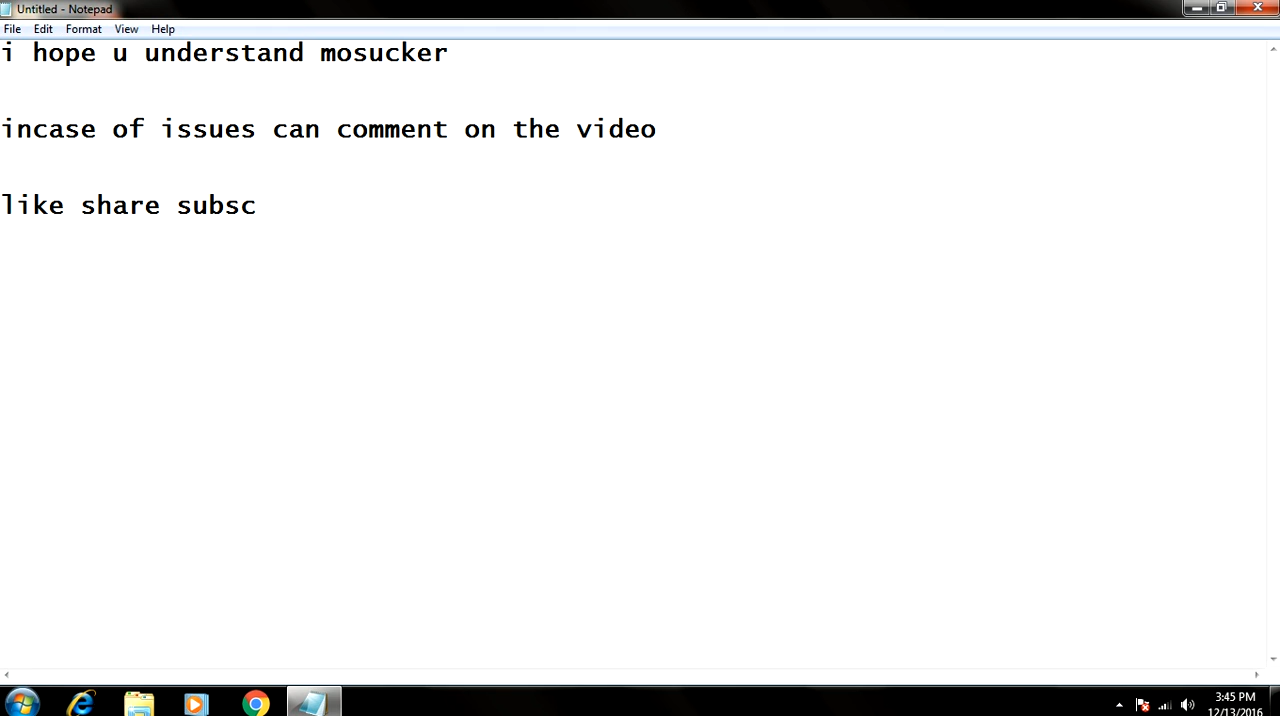 Untitled - Notepad
File Edit Format View Help
i hope u understand mosucker
incase of issues can comment on the video
like share subsc
3:45 PM
12/13/2016